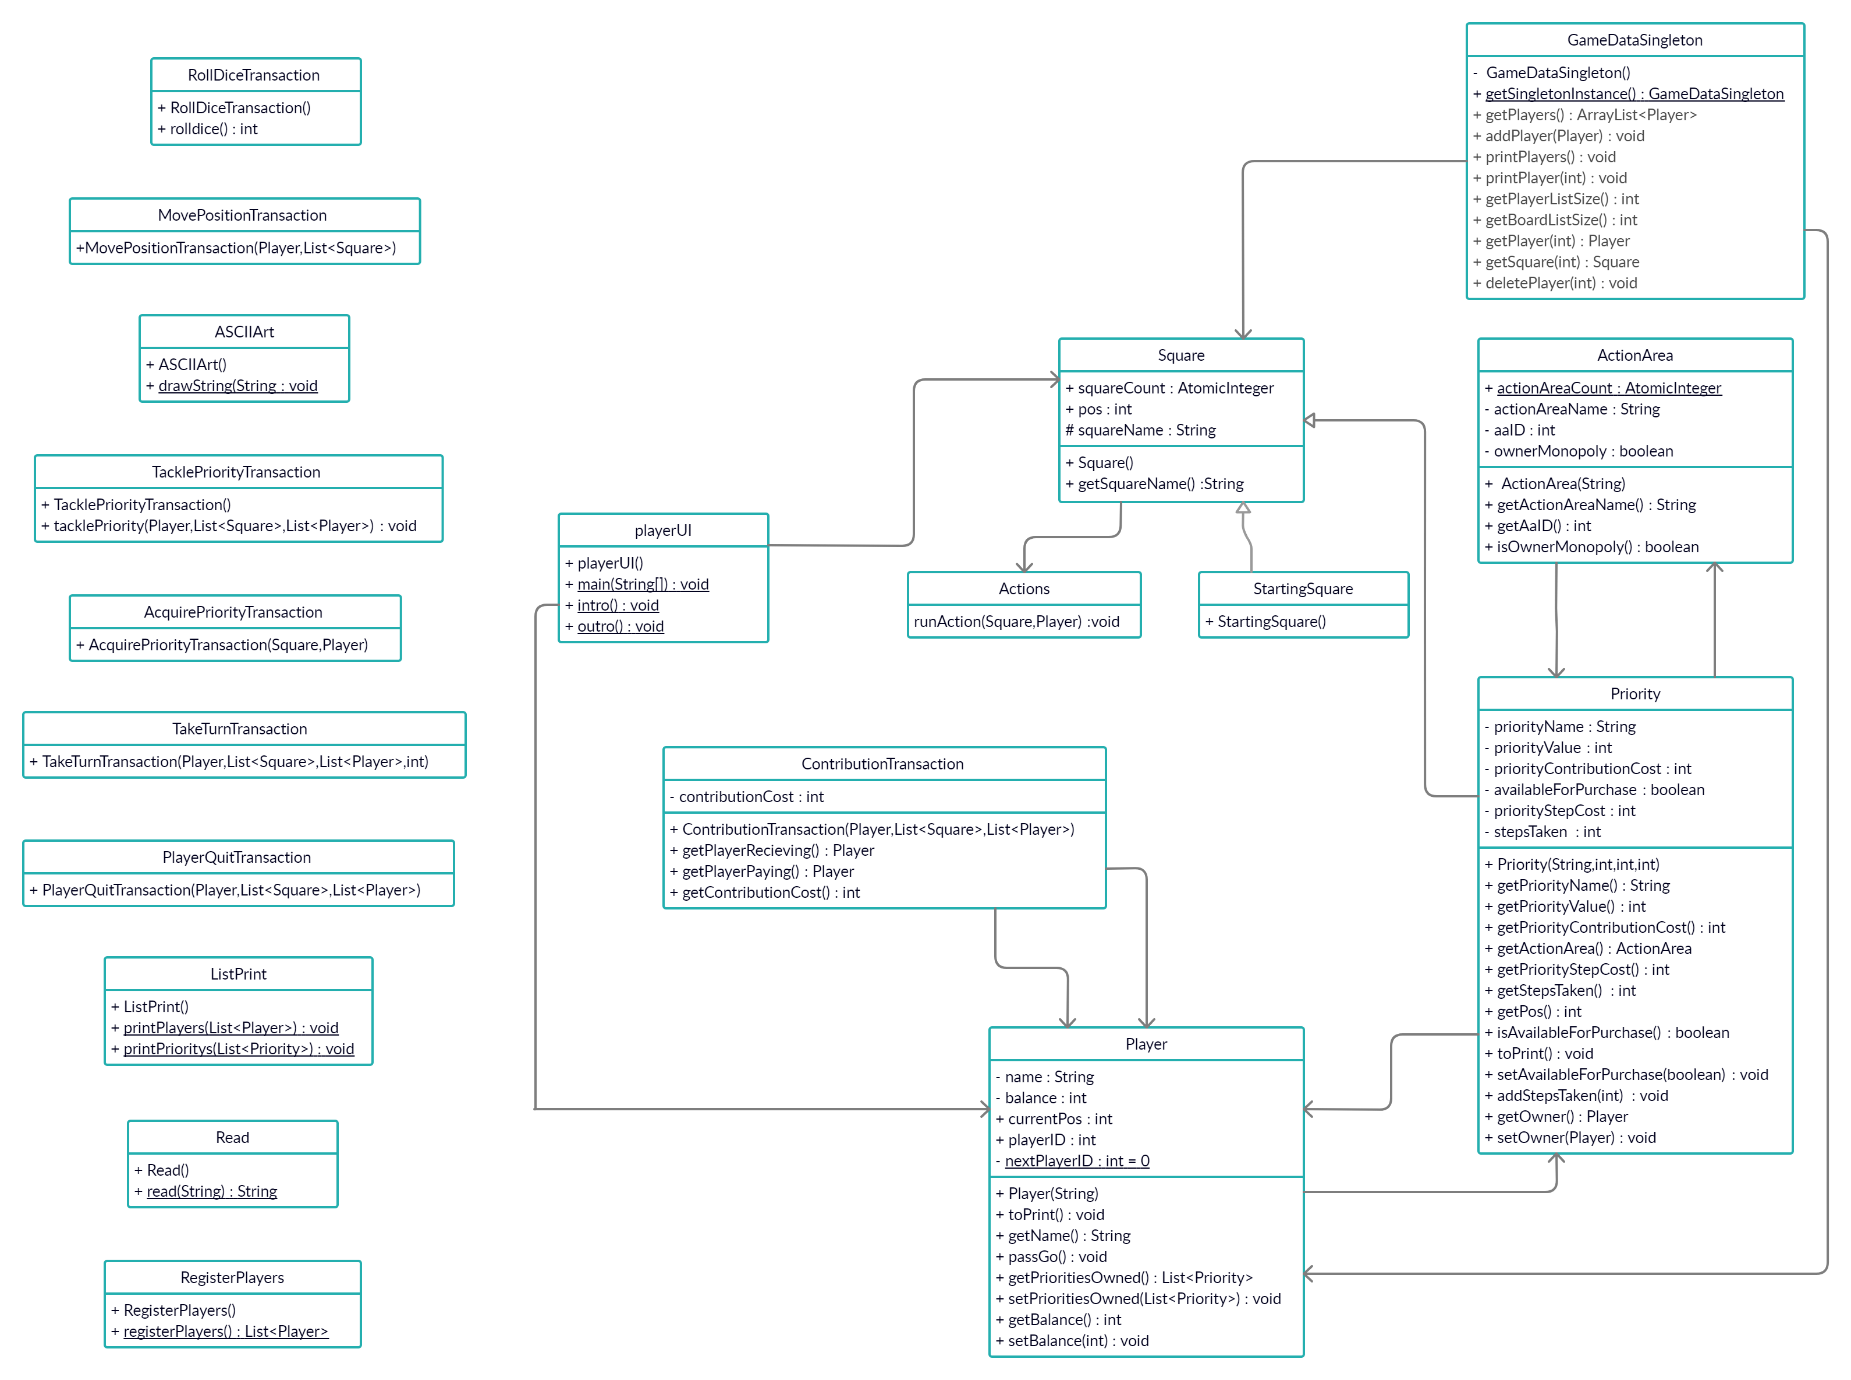 RollDiceTransaction
+ RollDiceTransaction()
+ rolldice() : int
MovePositionTransaction
+MovePositionTransaction(Player,List<Square>)
ASCIIArt
+ ASCIIArt()
+ drawString(String : void
TacklePriorityTransaction
+ TacklePriorityTransaction()
+ tacklePriority(Player,List<Square>,List<Player>) : void
AcquirePriorityTransaction
+ AcquirePriorityTransaction(Square,Player)
TakeTurnTransaction
+ TakeTurnTransaction(Player,List<Square>,List<Player>,int)
PlayerQuitTransaction
+ PlayerQuitTransaction(Player,List<Square>,List<Player>)
ListPrint
+ ListPrint()
+ printPlayers(List<Player>) : void
+ printPrioritys(List<Priority>) : void
Read
+ Read()
+ read(String) : String
RegisterPlayers
+ RegisterPlayers()
+ registerPlayers() : List<Player>
playerUI
+ playerUI()
+ main(String[]) : void
+ intro() : void
+ outro() : void
ContributionTransaction
- contributionCost : int
+ ContributionTransaction(Player,List<Square>,List<Player>)
+ getPlayerRecieving() : Player
+ getPlayerPaying() : Player
+ getContributionCost() : int
Square
+ squareCount : AtomicInteger
+ pos : int
# squareName : String
+ Square()
+ getSquareName() :String
Actions
runAction(Square,Player) :void
StartingSquare
+ StartingSquare()
Player
- name : String
- balance : int
+ currentPos : int
+ playerID : int
- nextPlayerID : int = 0
+ Player(String)
+ toPrint() : void
+ getName() : String
+ passGo() : void
+ getPrioritiesOwned() : List<Priority>
+ setPrioritiesOwned(List<Priority>) : void
+ getBalance() : int
+ setBalance(int) : void
GameDataSingleton
- GameDataSingleton()
+ getSingletonInstance() : GameDataSingleton
+ getPlayers() : ArrayList<Player>
+ addPlayer(Player) : void
+ printPlayers() : void
+ printPlayer(int) : void
+ getPlayerListSize() : int
+ getBoardListSize() : int
+ getPlayer(int) : Player
+ getSquare(int) : Square
+ deletePlayer(int) : void
ActionArea
+ actionAreaCount : AtomicInteger
- actionAreaName : String
- aaID : int
- ownerMonopoly : boolean
+ ActionArea(String)
+ getActionAreaName() : String
+ getAaID() : int
+ isOwnerMonopoly() : boolean
Priority
- priorityName : String
- priorityValue : int
- priorityContributionCost : int
- availableForPurchase : boolean
- priorityStepCost : int
- stepsTaken : int
+ Priority(String,int,int,int)
+ getPriorityName() : String
+ getPriorityValue() : int
+ getPriorityContributionCost() : int
+ getActionArea() : ActionArea
+ getPriorityStepCost() : int
+ getStepsTaken() : int
+ getPos() : int
+ isAvailableForPurchase() : boolean
+ toPrint() : void
+ setAvailableForPurchase(boolean) : void
+ addStepsTaken(int) : void
+ getOwner() : Player
+ setOwner(Player) : void